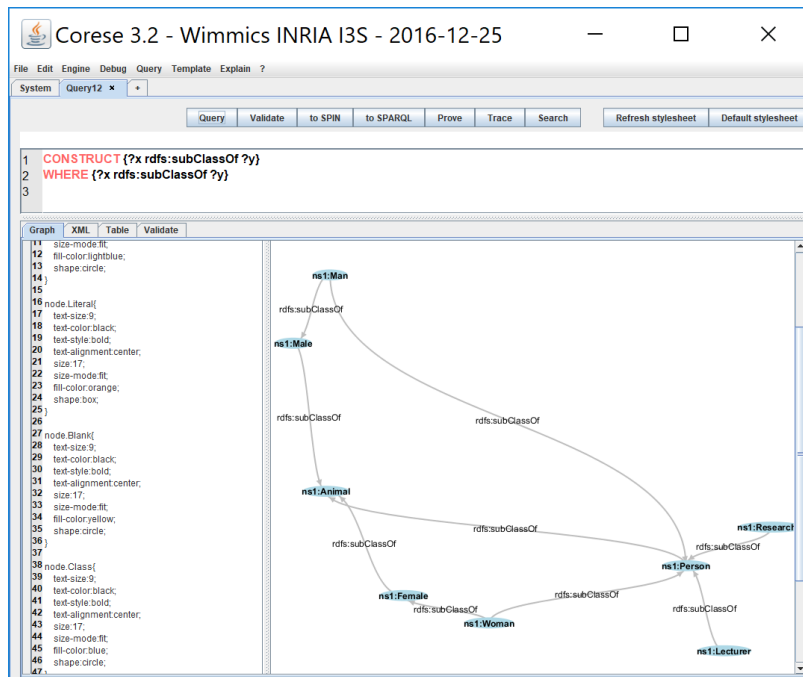 Corese 3.2 - Wimmics INRIA I3S - 2016-12-25
File Edit Engine Debug Query Template Explain ?
System Query12 × +
Query Validate to SPIN to SPARQL Prove Trace Search Refresh stylesheet Default stylesheet
1 CONSTRUCT {?x rdfs:subClassOf ?y}
2 WHERE {?x rdfs:subClassOf ?y}
3
Graph XML Table Validate
11 size-mode:fit;
12 fill-color:lightblue;
13 shape:circle;
14 }
15
16 node.Literal{
17 text-size:9;
18 text-color:black;
19 text-style:bold;
20 text-alignment:center;
21 size:17;
22 size-mode:fit;
23 fill-color:orange;
24 shape:box;
25 }
26
27 node.Blank{
28 text-size:9;
29 text-color:black;
30 text-style:bold;
31 text-alignment:center;
32 size:17;
33 size-mode:fit;
34 fill-color:yellow;
35 shape:circle;
36 }
37
38 node.Class{
39 text-size:9;
40 text-color:black;
41 text-style:bold;
42 text-alignment:center;
43 size:17;
44 size-mode:fit;
45 fill-color:blue;
46 shape:circle;
47 }
ns1:Man
rdfs:subClassOf
ns1:Male
rdfs:subClassOf
rdfs:subClassOf
ns1:Animal
rdfs:subClassOf
ns1:Research
rdfs:subClassOf
rdfs:subClassOf
ns1:Person
ns1:Female
rdfs:subClassOf
rdfs:subClassOf
rdfs:subClassOf
ns1:Woman
ns1:Lecturer